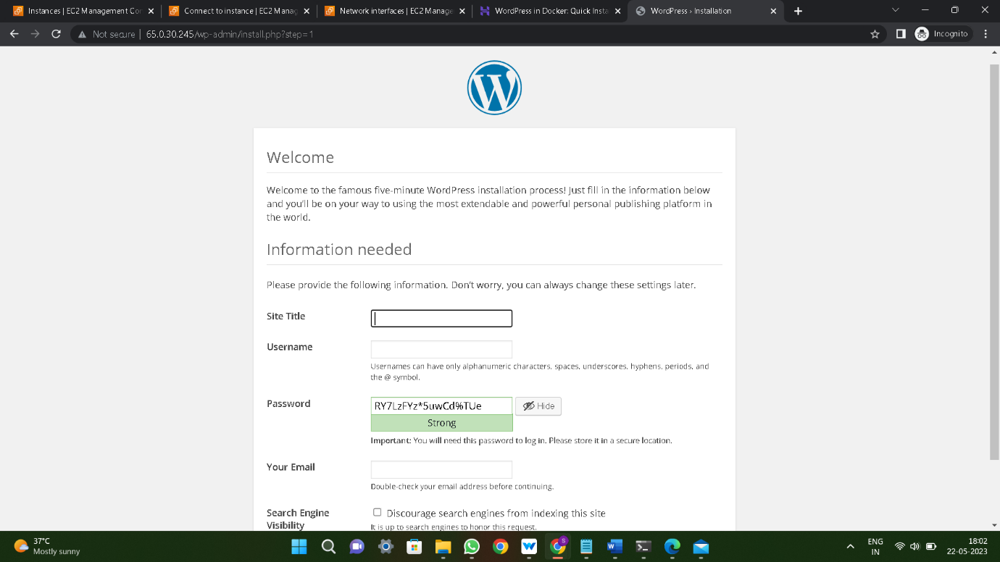 Instances | EC2 Management Con
Connect to instance | EC2 Manag
Network interfaces | EC2 Manage
WordPress in Docker: Quick Insta
WordPress › Installation
Not secure | 65.0.30.245/wp-admin/install.php?step=1
Incognito
Welcome
Welcome to the famous five-minute WordPress installation process! Just fill in the information below
and you’ll be on your way to using the most extendable and powerful personal publishing platform in
the world.
Information needed
Please provide the following information. Don’t worry, you can always change these settings later.
Site Title
Username
Usernames can have only alphanumeric characters, spaces, underscores, hyphens, periods, and
the @ symbol.
Password RY7LzFYz*5uwCd%TUe Hide
Strong
Important: You will need this password to log in. Please store it in a secure location.
Your Email
Double-check your email address before continuing.
Search Engine
Visibility
Discourage search engines from indexing this site
It is up to search engines to honor this request.
37°C
Mostly sunny
ENG
IN
18:02
22-05-2023